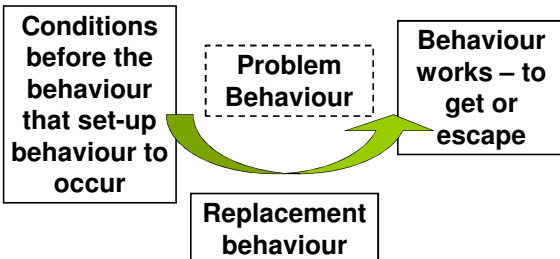 Conditions
before the
behaviour
that set-up
behaviour to
occur
Problem
Behaviour
Behaviour
works – to
get or
escape
Replacement
behaviour